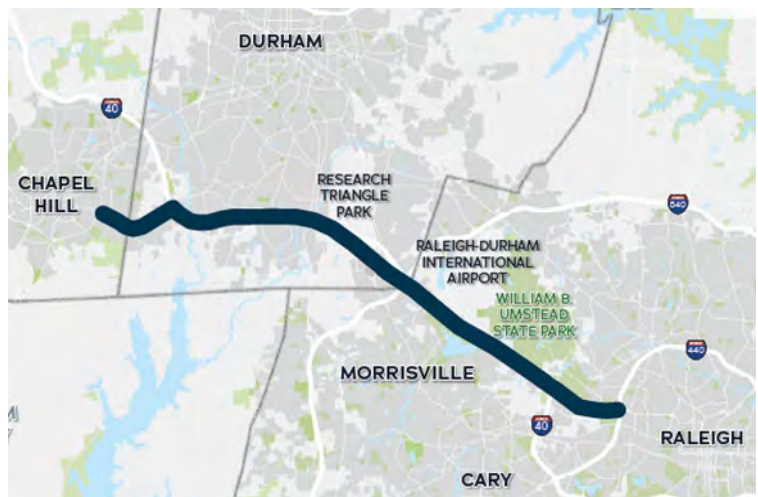 DURHAM
40
CHAPEL
HILL
RESEARCH
TRIANGLE
PARK
540
RALEIGH-DURHAM
INTERNATIONAL
AIRPORT
WILLIAM B.
UMSTEAD
STATE PARK
MORRISVILLE
440
40
RALEIGH
CARY